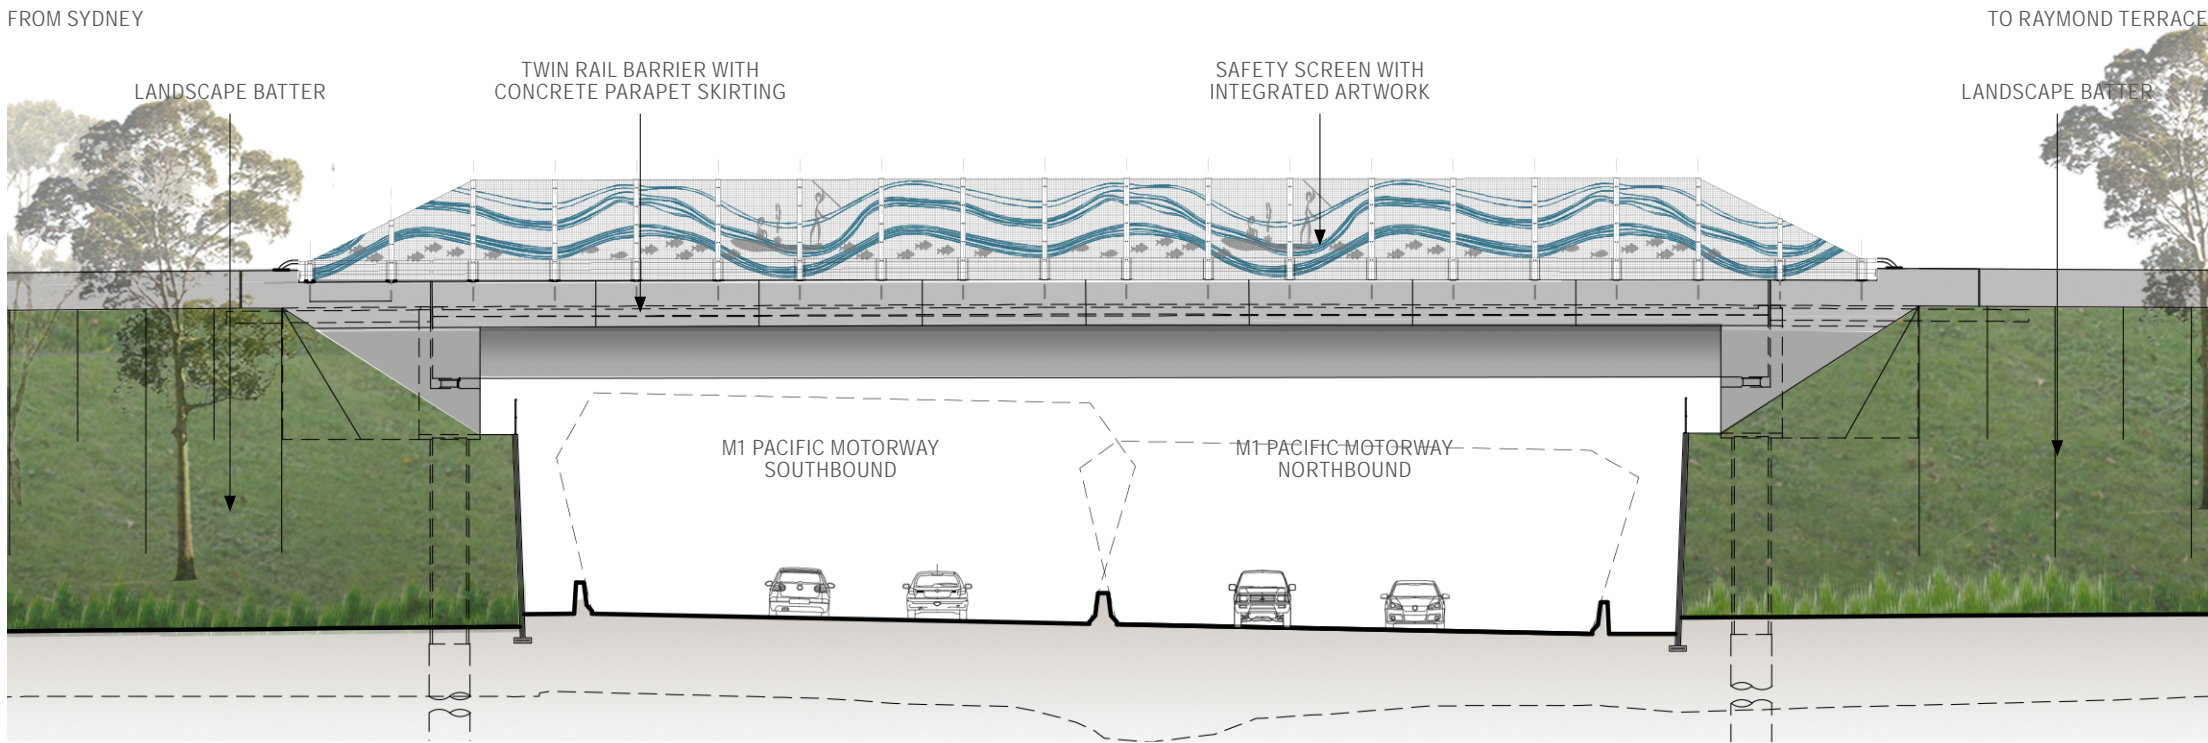 FROM SYDNEY
TO RAYMOND TERRACE
LANDSCAPE BATTER
TWIN RAIL BARRIER WITH
CONCRETE PARAPET SKIRTING
SAFETY SCREEN WITH
INTEGRATED ARTWORK
LANDSCAPE BATTER
M1 PACIFIC MOTORWAY
SOUTHBOUND
M1 PACIFIC MOTORWAY
NORTHBOUND